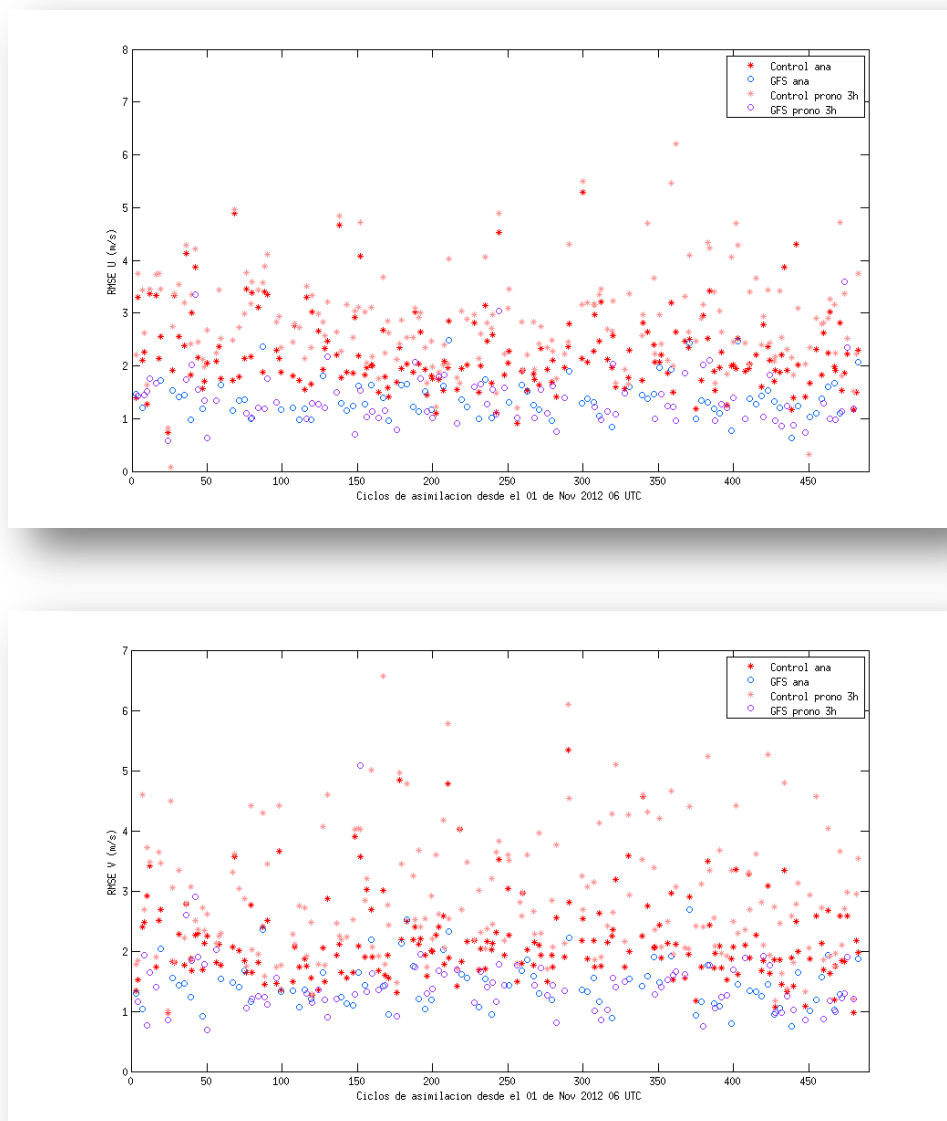 8
7
6
5
4
3
2
1
0
RMSE U (m/s)
Control ana
GFS ana
Control prono 3h
GFS prono 3h
0 50 100 150 200 250 300 350 400 450
Ciclos de asimilacion desde el 01 de Nov 2012 06 UTC
7
6
5
4
3
2
1
0
RMSE V (m/s)
Control ana
GFS ana
Control prono 3h
GFS prono 3h
0 50 100 150 200 250 300 350 400 450
Ciclos de asimilacion desde el 01 de Nov 2012 06 UTC